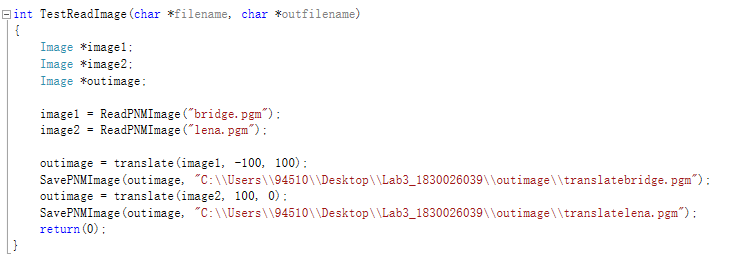 int TestReadImage(char *filename, char *outfilename)
{
    Image *image1;
    Image *image2;
    Image *outimage;

    image1 = ReadPNMImage("bridge.pgm");
    image2 = ReadPNMImage("lena.pgm");

    outimage = translate(image1, -100, 100);
    SavePNMImage(outimage, "C:\\Users\\94510\\Desktop\\Lab3_1830026039\\outimage\\translatebridge.pgm");
    outimage = translate(image2, 100, 0);
    SavePNMImage(outimage, "C:\\Users\\94510\\Desktop\\Lab3_1830026039\\outimage\\translatelena.pgm");
    return(0);
}